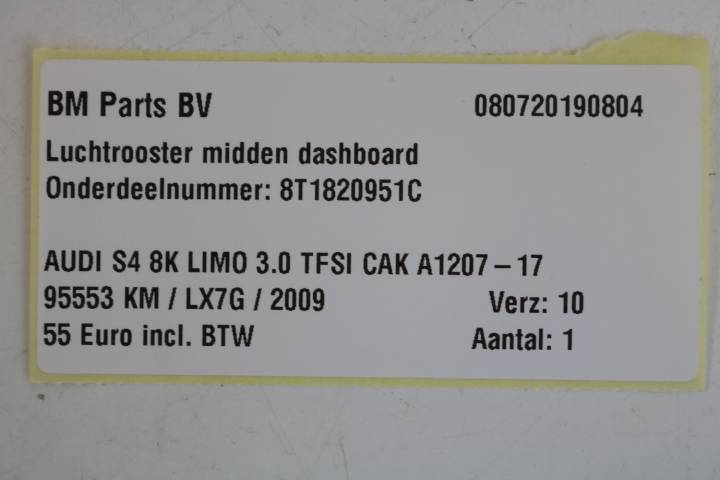 BM Parts BV 080720190804
Luchtrooster midden dashboard
Onderdeelnummer: 8T1820951C
AUDI S4 8K LIMO 3.0 TFSI CAK A1207 – 17
95553 KM / LX7G / 2009 Verz: 10
55 Euro incl. BTW Aantal: 1